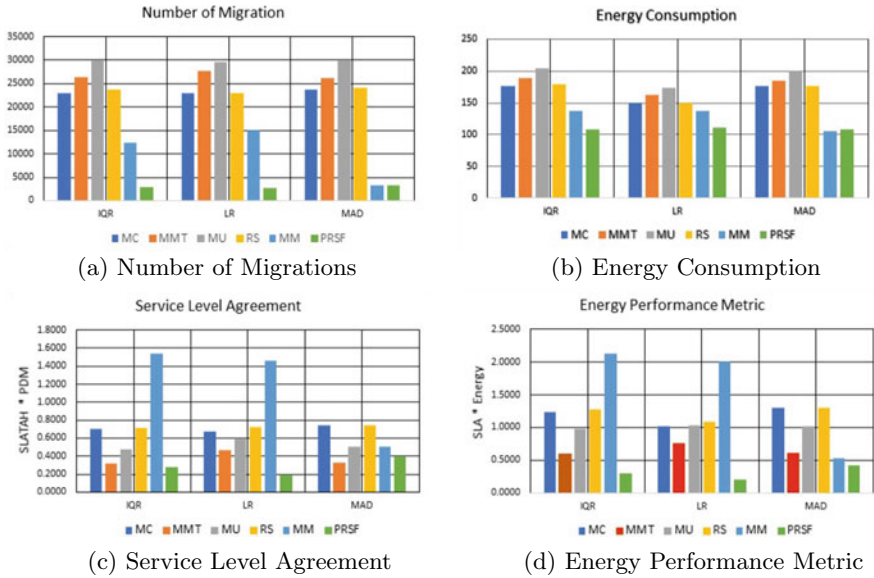 Number of Migration
35000
30000
25000
20000
15000
10000
5000
0
IQR LR MAD
MC MMT MU RS MM PRSF
(a) Number of Migrations
Energy Consumption
250
200
150
100
50
0
IQR LR MAD
MC MMT MU RS MM PRSF
(b) Energy Consumption
Service Level Agreement
SLATAH * PDM
1.8000
1.6000
1.4000
1.2000
1.0000
0.8000
0.6000
0.4000
0.2000
0.0000
IQR LR MAD
MC MMT MU RS MM PRSF
(c) Service Level Agreement
Energy Performance Metric
SLA * Energy
2.5000
2.0000
1.5000
1.0000
0.5000
0.0000
IQR LR MAD
MC MMT MU RS MM PRSF
(d) Energy Performance Metric